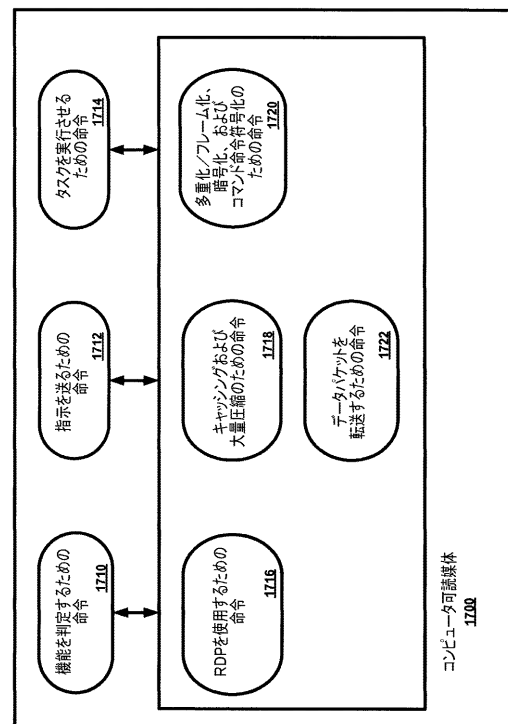 機能を判定するための
命令
1710
指示を送るための
命令
1712
タスクを実行させる
ための命令
1714
RDPを使用するための
命令
1716
キャッシングおよび
大量圧縮のための命令
1718
多重化／フレーム化、
暗号化、および
コマンド命令符号化の
ための命令
1720
データパケットを
転送するための命令
1722
コンピュータ可読媒体
1700